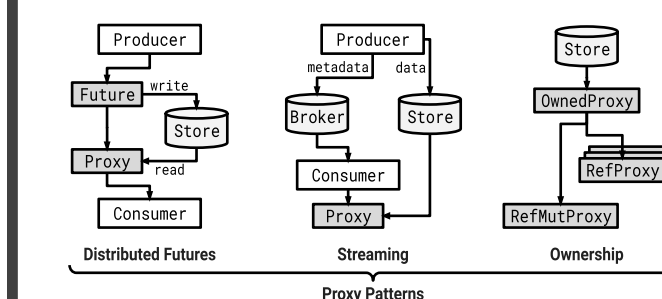 Producer
Future
write
Store
Proxy
read
Consumer
Distributed Futures
Producer
metadata
data
Broker
Store
Consumer
Proxy
Streaming
Store
OwnedProxy
RefProxy
RefMutProxy
Ownership
Proxy Patterns